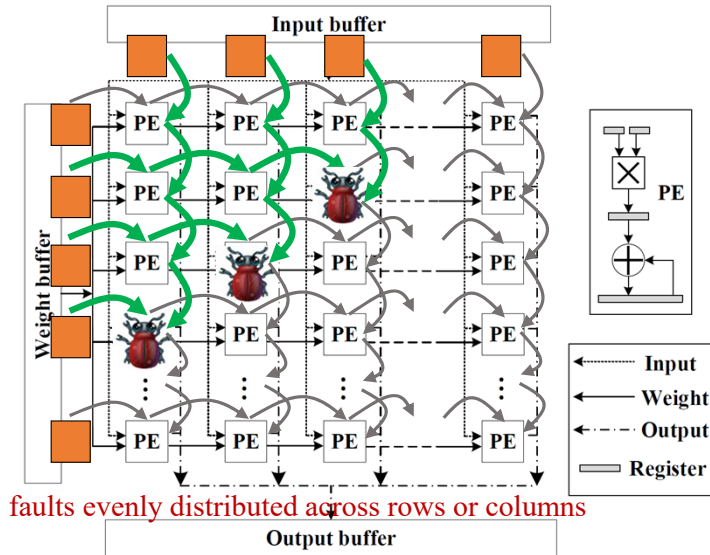 Input buffer
PE PE PE PE
PE PE PE
PE
PE PE PE
PE PE
Weight buffer
PE PE PE
... ... ... ...
PE PE PE PE
Input
Weight
Output
Register
faults evenly distributed across rows or columns
Output buffer